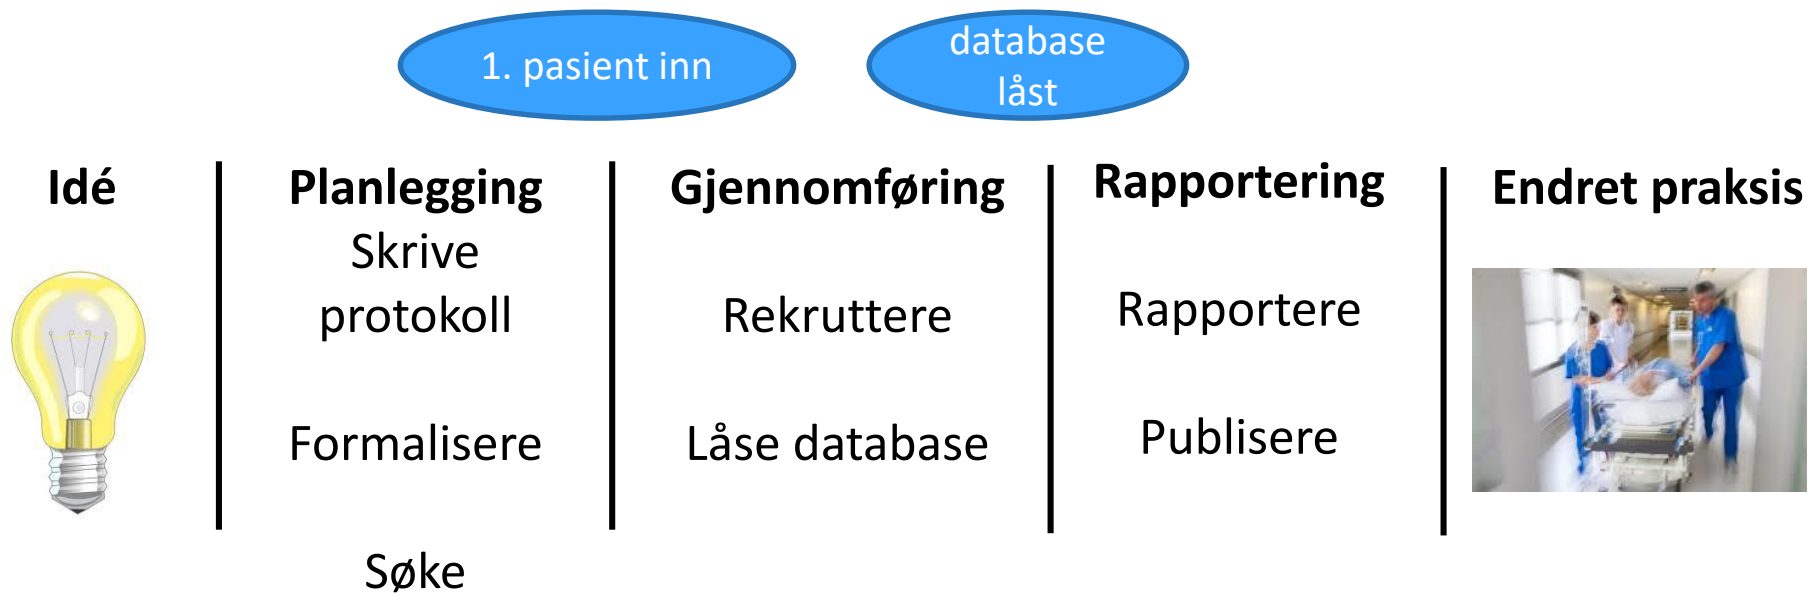 1. pasient inn
database
låst
Idé
Planlegging
Skrive
protokoll
Formalisere
Søke
Gjennomføring
Rekruttere
Låse database
Rapportering
Rapportere
Publisere
Endret praksis